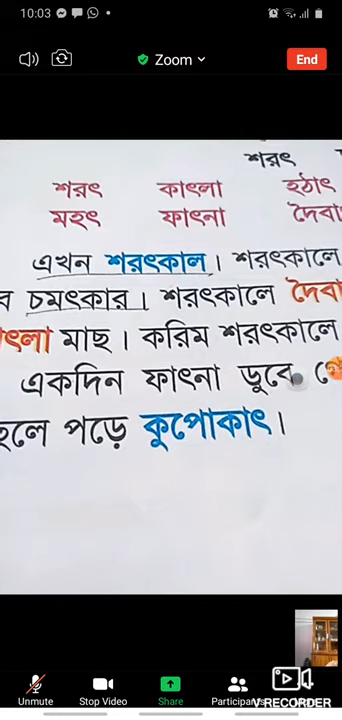 10:03
Zoom
End
শরৎ
শরৎ কাৎলা হঠাৎ
মহৎ ফাৎনা
এখন শরৎকাল। শরৎকালে
চমৎকার। শরৎকালে
মাছ। করিম শরৎকালে
একদিন ফাৎনা ডুবে
পড়ে কুপোকাৎ।
Unmute Stop Video Share Participants
V RECORDER